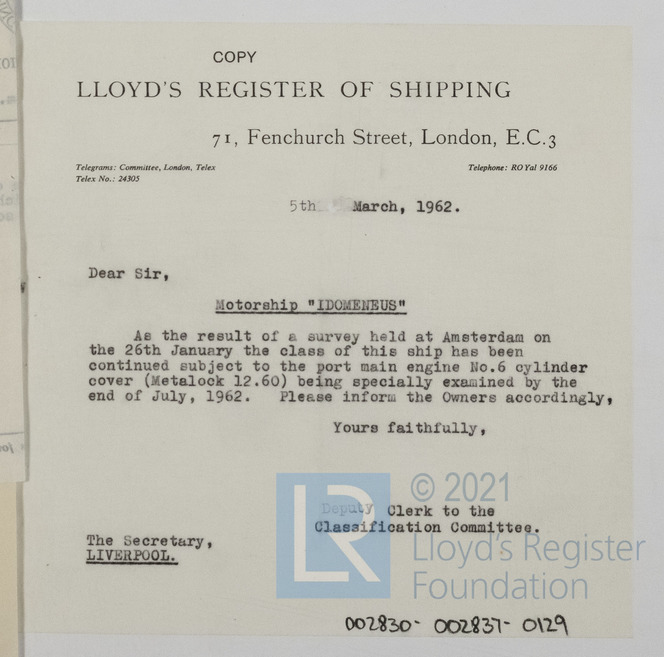 COPY
LLOYD'S REGISTER OF SHIPPING
71, Fenchurch Street, London, E.C.3
Telegrams: Committee, London, Telex
Telephone: ROYal 9166
Telex No.: 24305
5th March, 1962.
Dear Sir,
Motorship "IDOMENEUS"
As the result of a survey held at Amsterdam on
the 26th January the class of this ship has been
continued subject to the port main engine No.6 cylinder
cover (Metalock 12.60) being specially examined by the
end of July, 1962. Please inform the Owners accordingly,
Yours faithfully,
Deputy Clerk to the
Classification Committee.
The Secretary,
LIVERPOOL.
LR
© 2021
Lloyd's Register
Foundation
002830- 002837- 0129